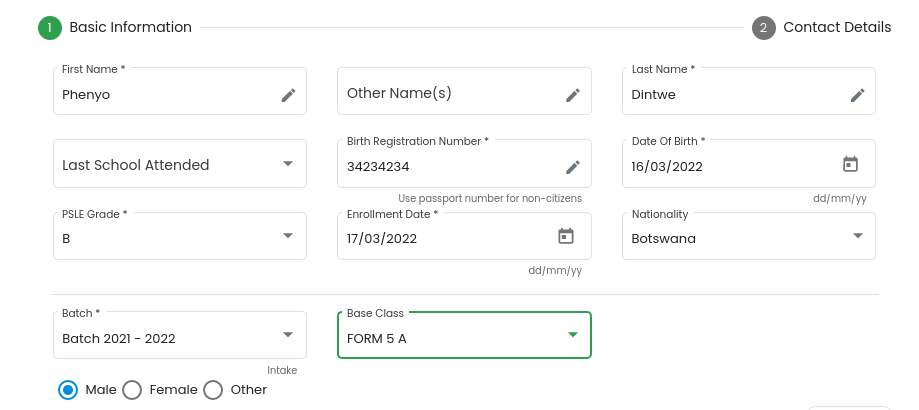 1 Basic Information 2 Contact Details
First Name * Last Name *
Phenyo Other Name(s) Dintwe
Birth Registration Number * Date Of Birth *
Last School Attended 34234234 16/03/2022
Use passport number for non-citizens dd/mm/yy
PSLE Grade * Enrollment Date * Nationality
B 17/03/2022 Botswana
dd/mm/yy
Batch * Base Class
Batch 2021 - 2022 FORM 5 A
Intake
Male Female Other